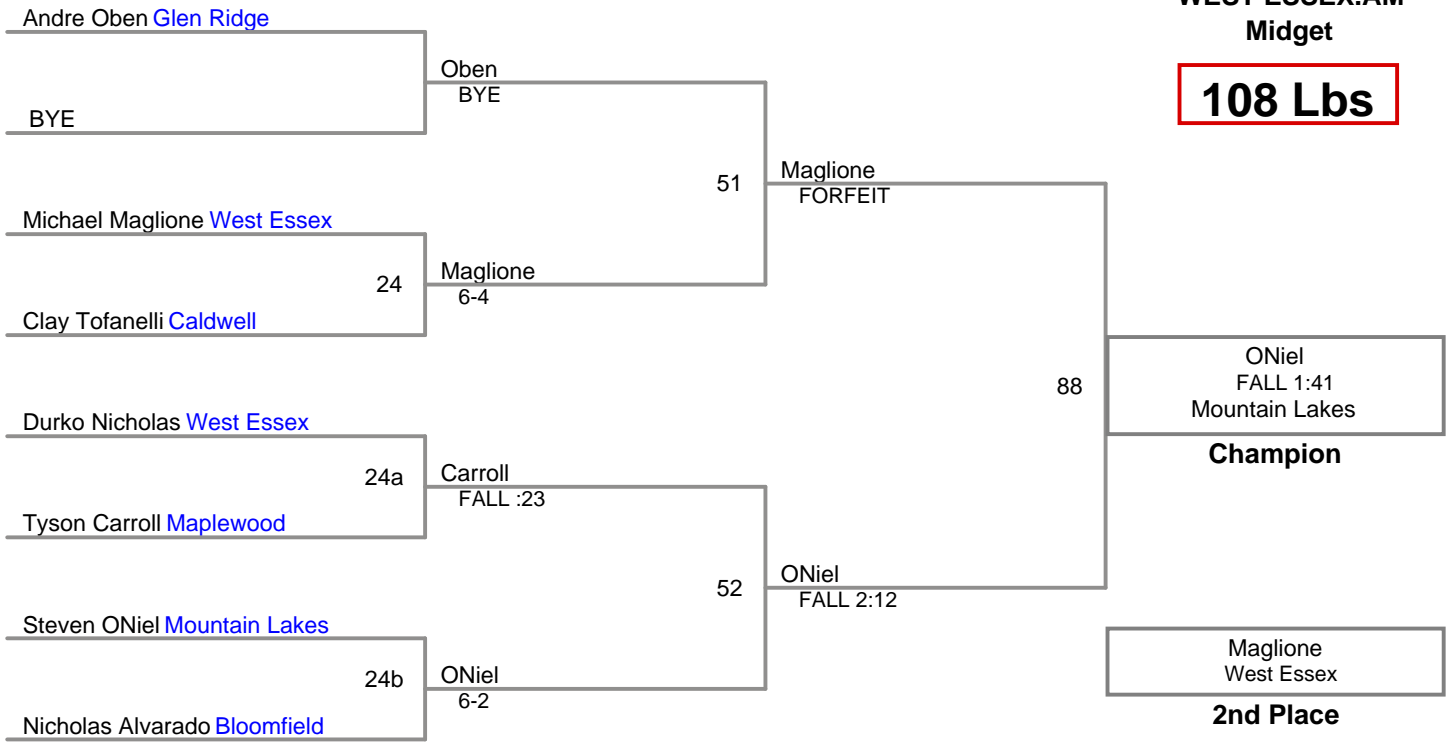 WEST ESSEX.AM
Midget
108 Lbs
Andre Oben Glen Ridge
BYE
Oben
BYE
Michael Maglione West Essex
24
Clay Tofanelli Caldwell
Maglione
6-4
51
Maglione
FORFEIT
Durko Nicholas West Essex
24a
Tyson Carroll Maplewood
Carroll
FALL :23
Steven ONiel Mountain Lakes
24b
Nicholas Alvarado Bloomfield
ONiel
6-2
52
ONiel
FALL 2:12
88
ONiel
FALL 1:41
Mountain Lakes
Champion
Maglione
West Essex
2nd Place